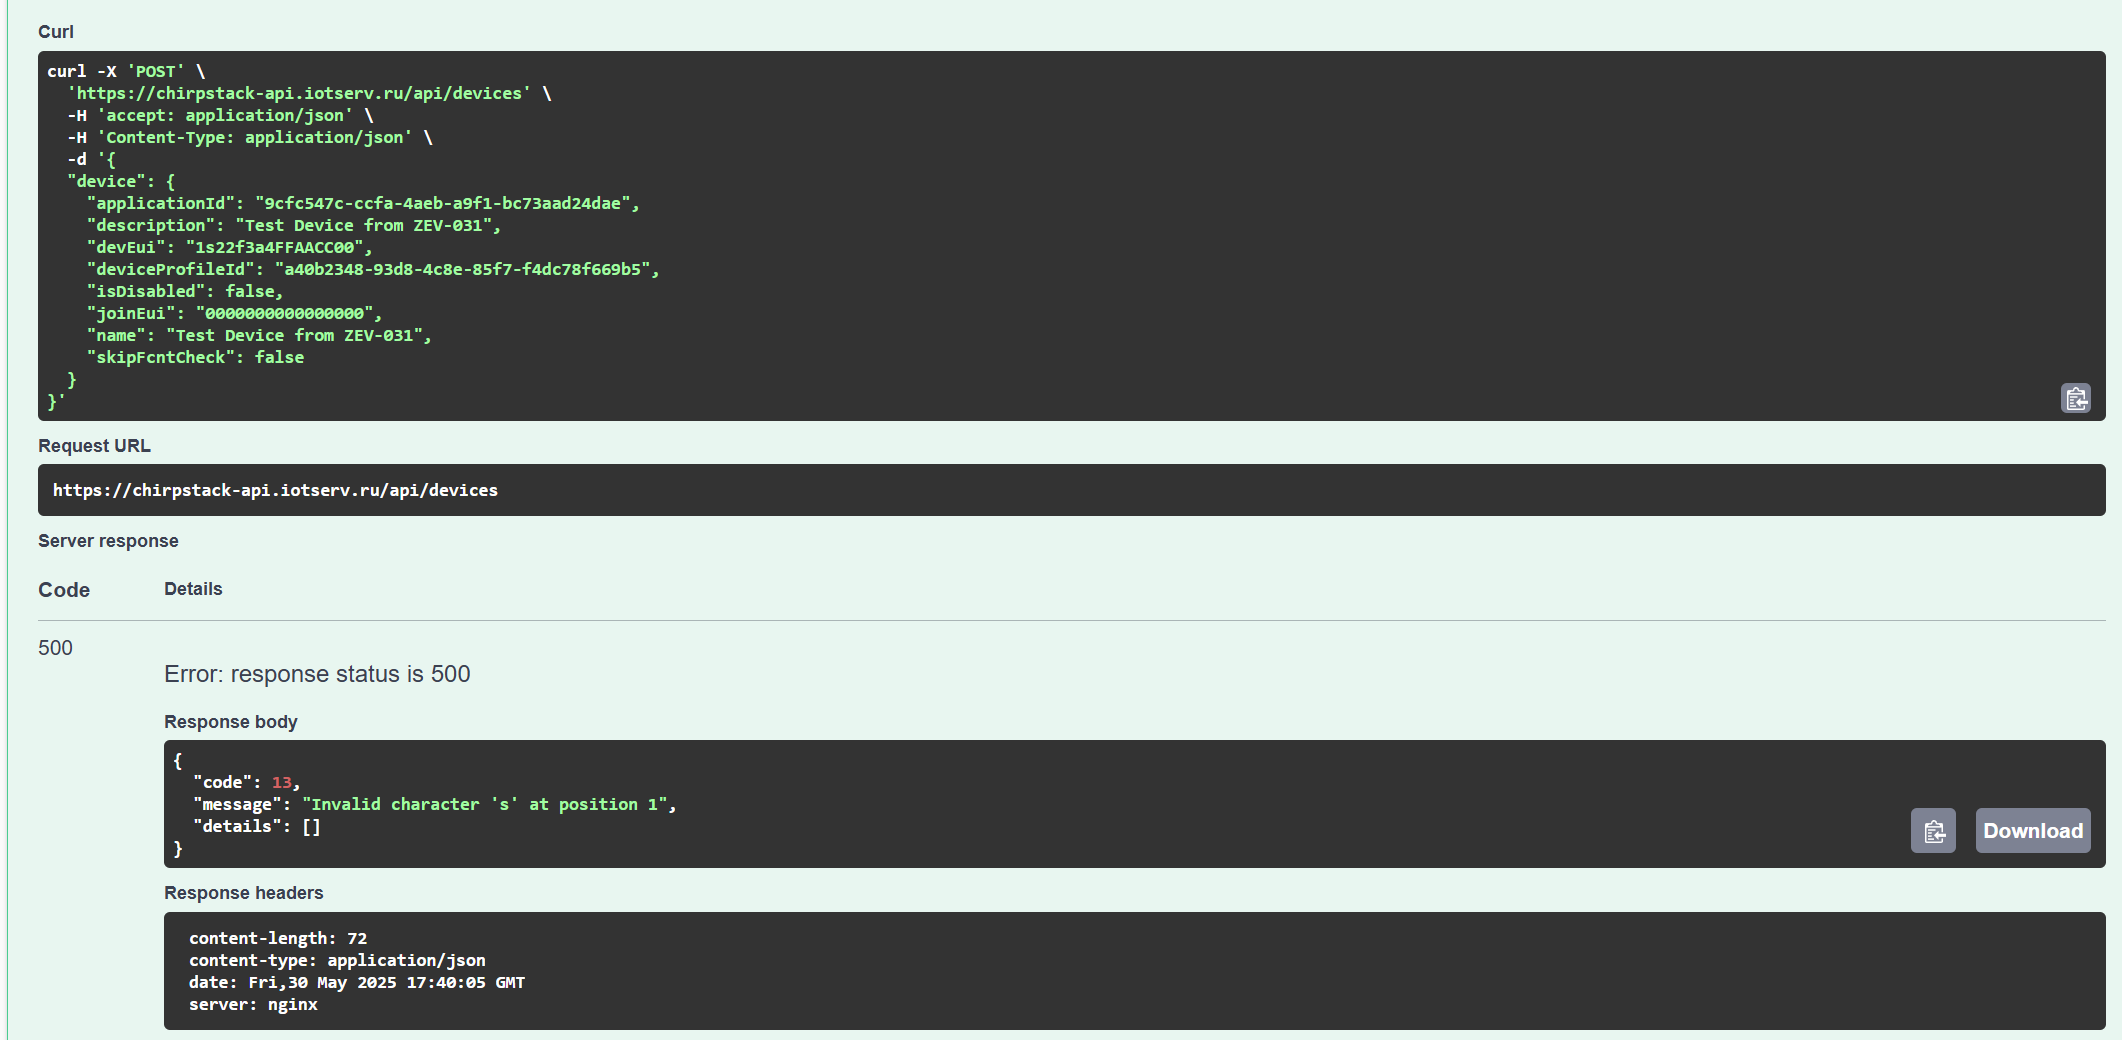 Curl
curl -X 'POST' \
'https://chirpstack-api.iotserv.ru/api/devices' \
-H 'accept: application/json' \
-H 'Content-Type: application/json' \
-d '{
"device": {
"applicationId": "9cfc547c-ccfa-4aeb-a9f1-bc73aad24dae",
"description": "Test Device from ZEV-031",
"devEui": "1s22f3a4FFAACC00",
"deviceProfileId": "a40b2348-93d8-4c8e-85f7-f4dc78f669b5",
"isDisabled": false,
"joinEui": "0000000000000000",
"name": "Test Device from ZEV-031",
"skipFcntCheck": false
}
}'
Request URL
https://chirpstack-api.iotserv.ru/api/devices
Server response
Code Details
500
Error: response status is 500
Response body
{
"code": 13,
"message": "Invalid character 's' at position 1",
"details": []
}
Download
Response headers
content-length: 72
content-type: application/json
date: Fri,30 May 2025 17:40:05 GMT
server: nginx